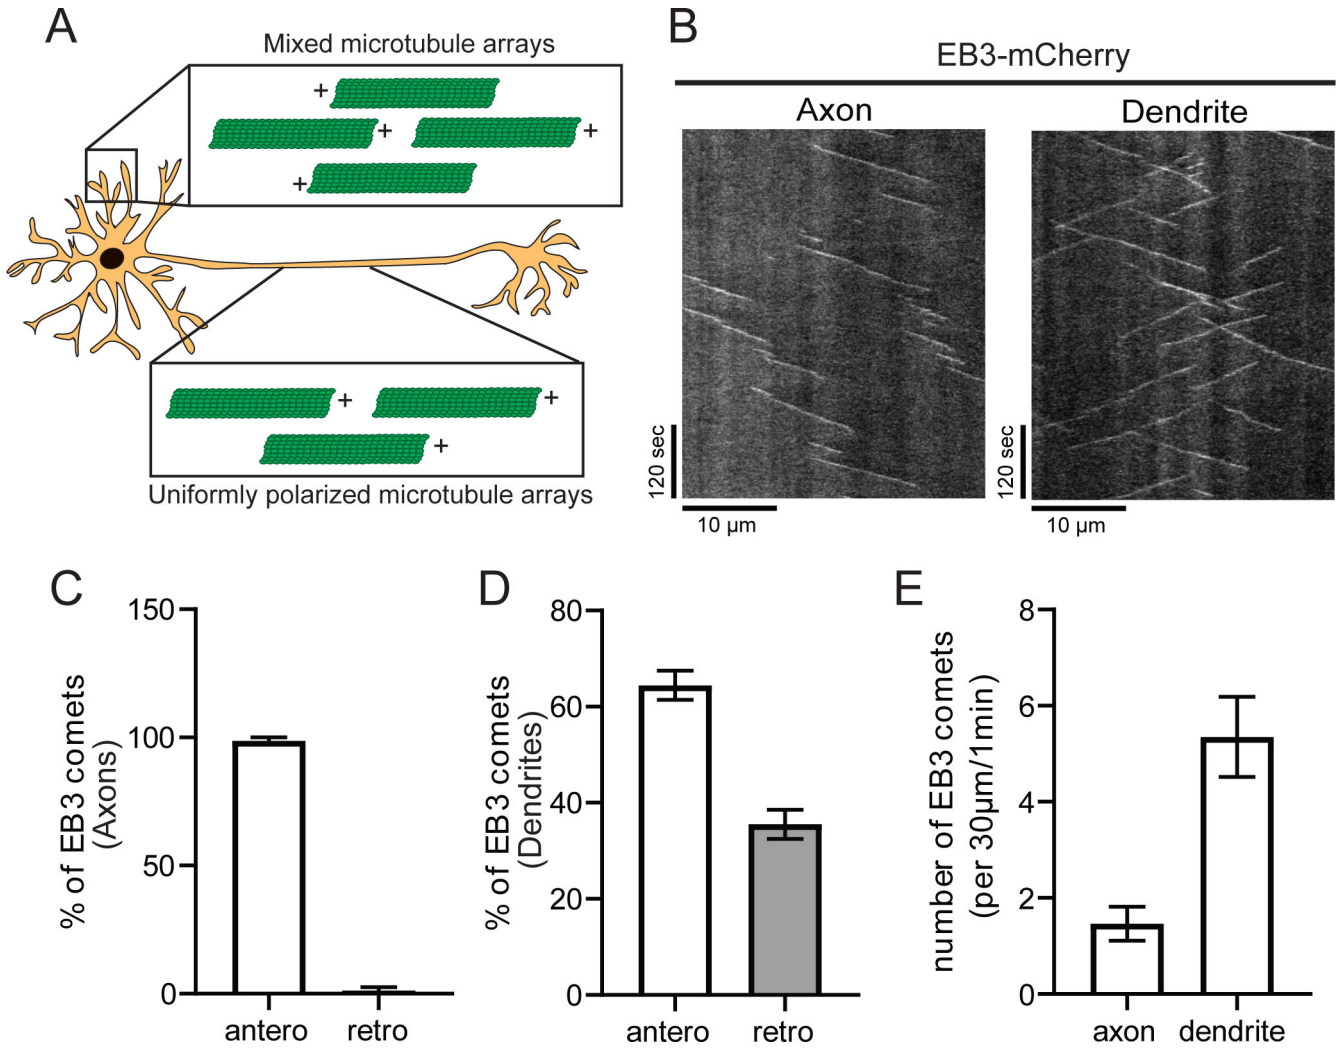 A
Mixed microtubule arrays
+
+
+
+
+
+
+
Uniformly polarized microtubule arrays
B
EB3-mCherry
Axon
Dendrite
120 sec
10 µm
120 sec
10 µm
C
% of EB3 comets
(Axons)
150
100
50
0
antero
retro
D
% of EB3 comets
(Dendrites)
80
60
40
20
0
antero
retro
E
number of EB3 comets
(per 30µm/1min)
8
6
4
2
0
axon
dendrite